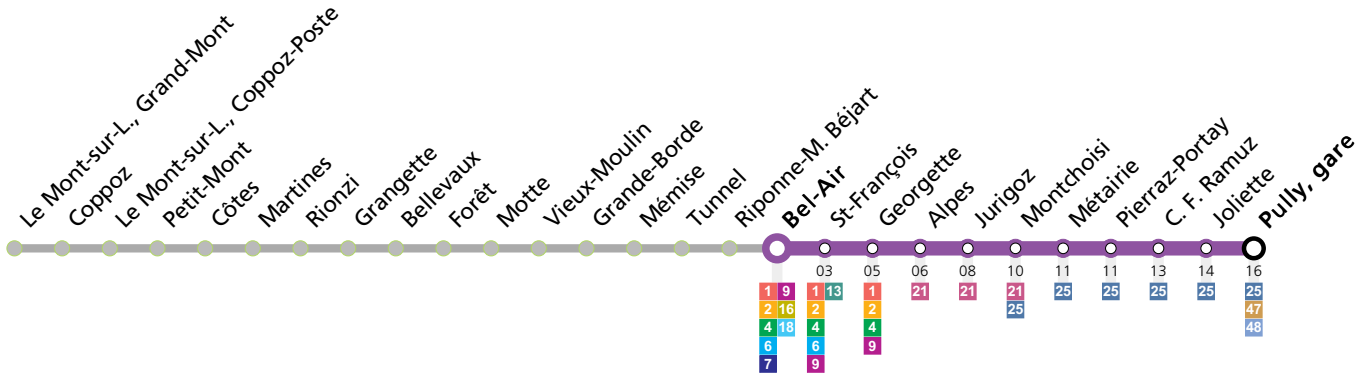 Le Mont-sur-L., Grand-Mont
Coppoz
Le Mont-sur-L., Coppoz-Poste
Petit-Mont
Côtes
Martines
Rionzi
Grangette
Bellevaux
Forêt
Motte
Vieux-Moulin
Grande-Borde
Mémise
Tunnel
Riponne-M. Béjart
Bel-Air
St-François
Georgette
Alpes
Jurigoz
Montchoisi
Métairie
Pierraz-Portay
C. F. Ramuz
Joliette
Pully, gare
03 05 06 08 10 11 11 13 14 16
1 9 1 13 1 21 21 21 25 25 25 25 25
2 16 2 2 25 47
4 18 4 4 48
6 6 9
7 9